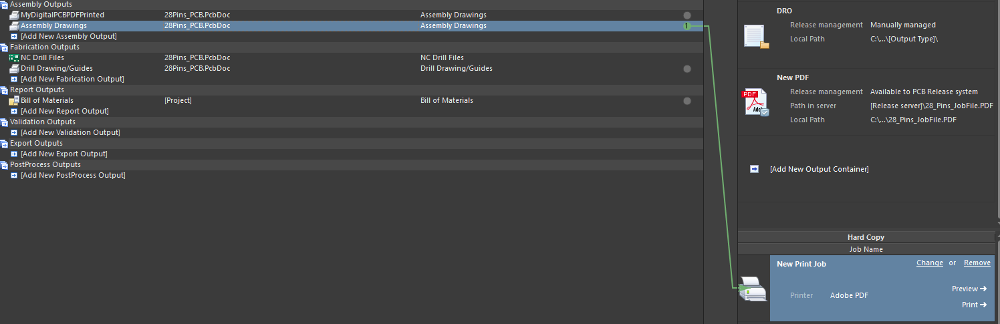 Assembly Outputs
MyDigitalPCBPDFPrinted 28Pins_PCB.PcbDoc Assembly Drawings
Assembly Drawings 28Pins_PCB.PcbDoc Assembly Drawings 1
[Add New Assembly Output]
Fabrication Outputs
NC Drill Files 28Pins_PCB.PcbDoc NC Drill Files
Drill Drawing/Guides 28Pins_PCB.PcbDoc Drill Drawing/Guides
[Add New Fabrication Output]
Report Outputs
Bill of Materials [Project] Bill of Materials
[Add New Report Output]
Validation Outputs
[Add New Validation Output]
Export Outputs
[Add New Export Output]
PostProcess Outputs
[Add New PostProcess Output]
DRO
Release management Manually managed
Local Path C:\...\[Output Type]\
New PDF
PDF
Adob
Release management Available to PCB Release system
Path in server [Release server]\28_Pins_JobFile.PDF
Local Path C:\...\28_Pins_JobFile.PDF
[Add New Output Container]
Hard Copy
Job Name
New Print Job Change or Remove
Preview
Printer Adobe PDF
Print